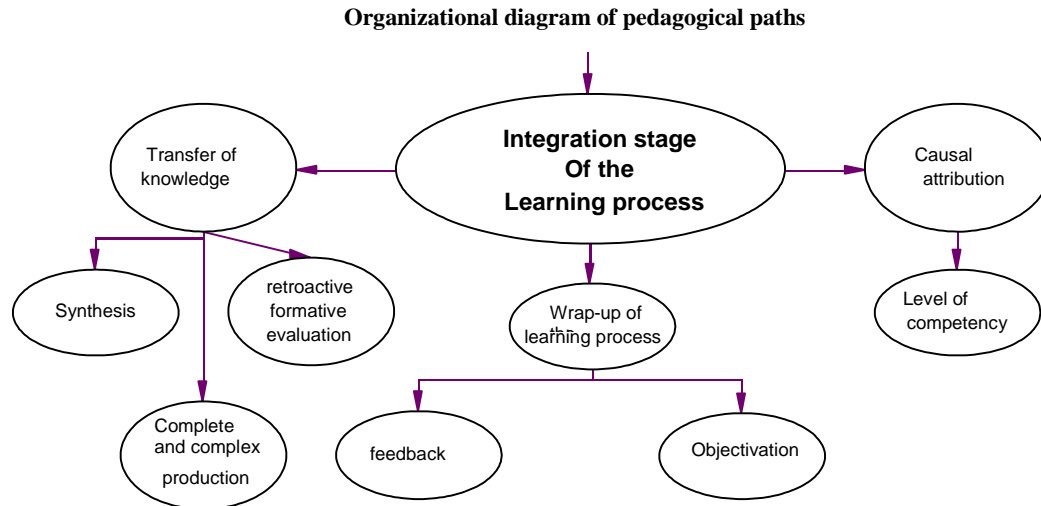 Organizational diagram of pedagogical paths
Integration stage
Of the
Learning process
Transfer of
knowledge
Causal
attribution
Synthesis
retroactive
formative
evaluation
Wrap-up of
the
learning process
Level of
competency
Complete
and complex
production
feedback
Objectivation